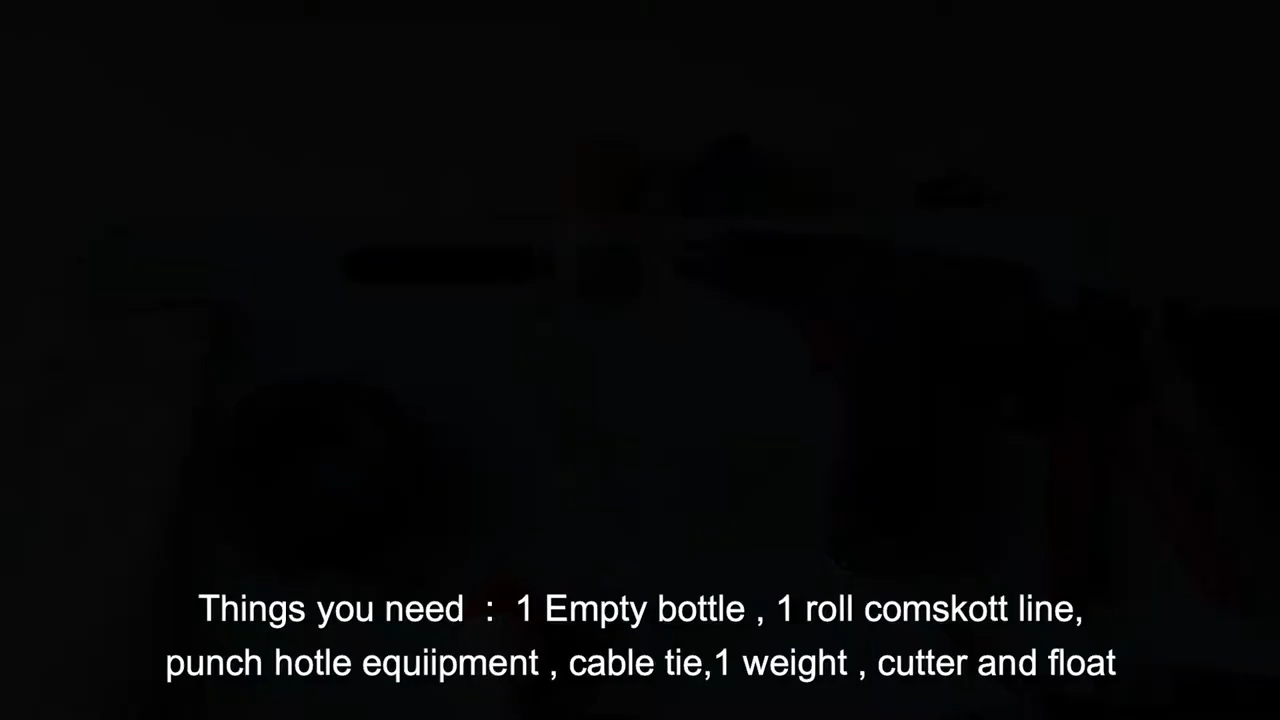 Things you need : 1 Empty bottle , 1 roll comskott line,
punch hotle equiipment , cable tie,1 weight , cutter and float